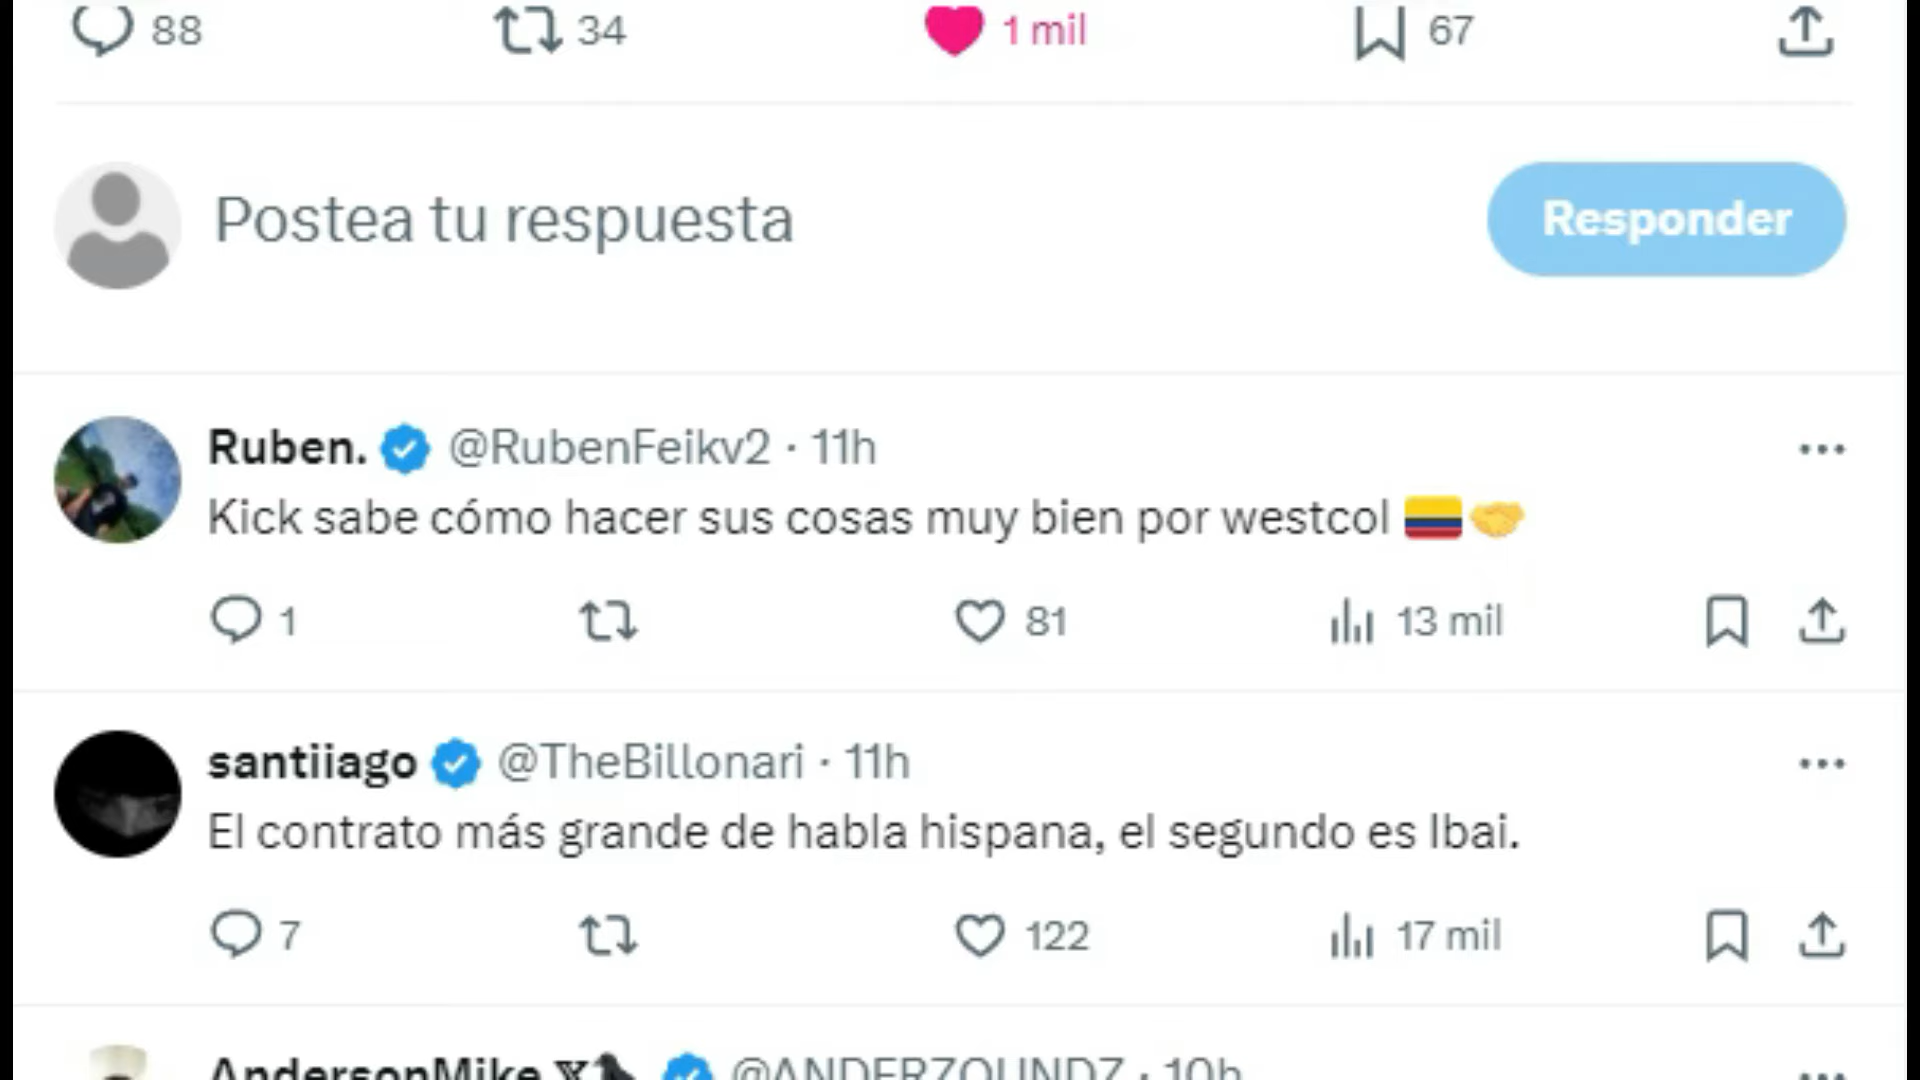 88 34 1 mil 67
Postea tu respuesta Responder
Ruben. @RubenFeikv2 · 11h
Kick sabe cómo hacer sus cosas muy bien por westcol 🇨🇴🤝
1 81 13 mil
santiiago @TheBillonari · 11h
El contrato más grande de habla hispana, el segundo es Ibai.
7 122 17 mil
AndersonMike @ANDERZOUNDZ · 10h